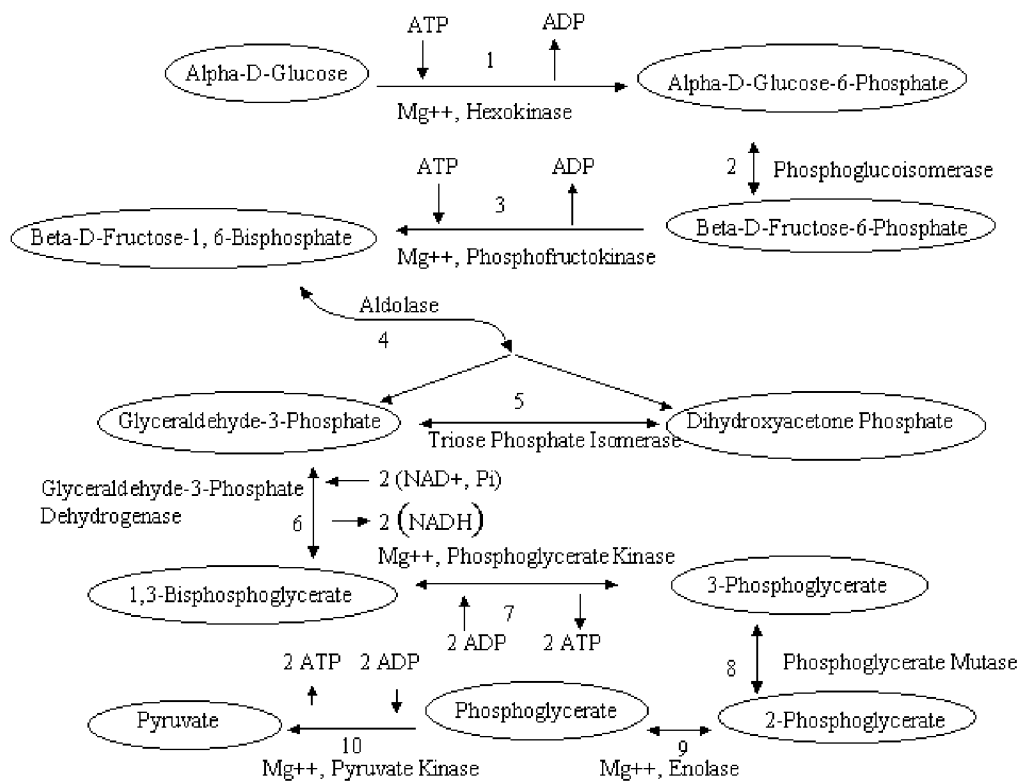 ATP
ADP
1
Alpha-D-Glucose
Alpha-D-Glucose-6-Phosphate
Mg++, Hexokinase
ATP
ADP
2
Phosphoglucoisomerase
3
Beta-D-Fructose-1, 6-Bisphosphate
Beta-D-Fructose-6-Phosphate
Mg++, Phosphofructokinase
Aldolase
4
5
Glyceraldehyde-3-Phosphate
Dihydroxyacetone Phosphate
Triose Phosphate Isomerase
Glyceraldehyde-3-Phosphate
Dehydrogenase
6
2 (NAD+, Pi)
2 (NADH)
Mg++, Phosphoglycerate Kinase
1,3-Bisphosphoglycerate
3-Phosphoglycerate
7
2 ADP
2 ATP
2 ATP
2 ADP
8
Phosphoglycerate Mutase
Pyruvate
Phosphoglycerate
2-Phosphoglycerate
10
9
Mg++, Pyruvate Kinase
Mg++, Enolase